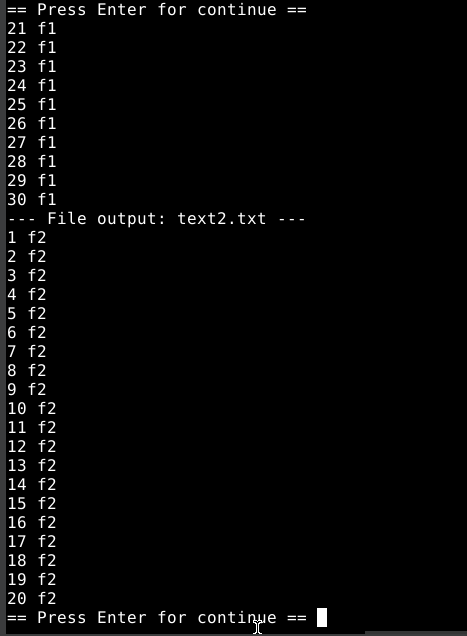 == Press Enter for continue ==
21 f1
22 f1
23 f1
24 f1
25 f1
26 f1
27 f1
28 f1
29 f1
30 f1
--- File output: text2.txt ---
1 f2
2 f2
3 f2
4 f2
5 f2
6 f2
7 f2
8 f2
9 f2
10 f2
11 f2
12 f2
13 f2
14 f2
15 f2
16 f2
17 f2
18 f2
19 f2
20 f2
== Press Enter for continue ==